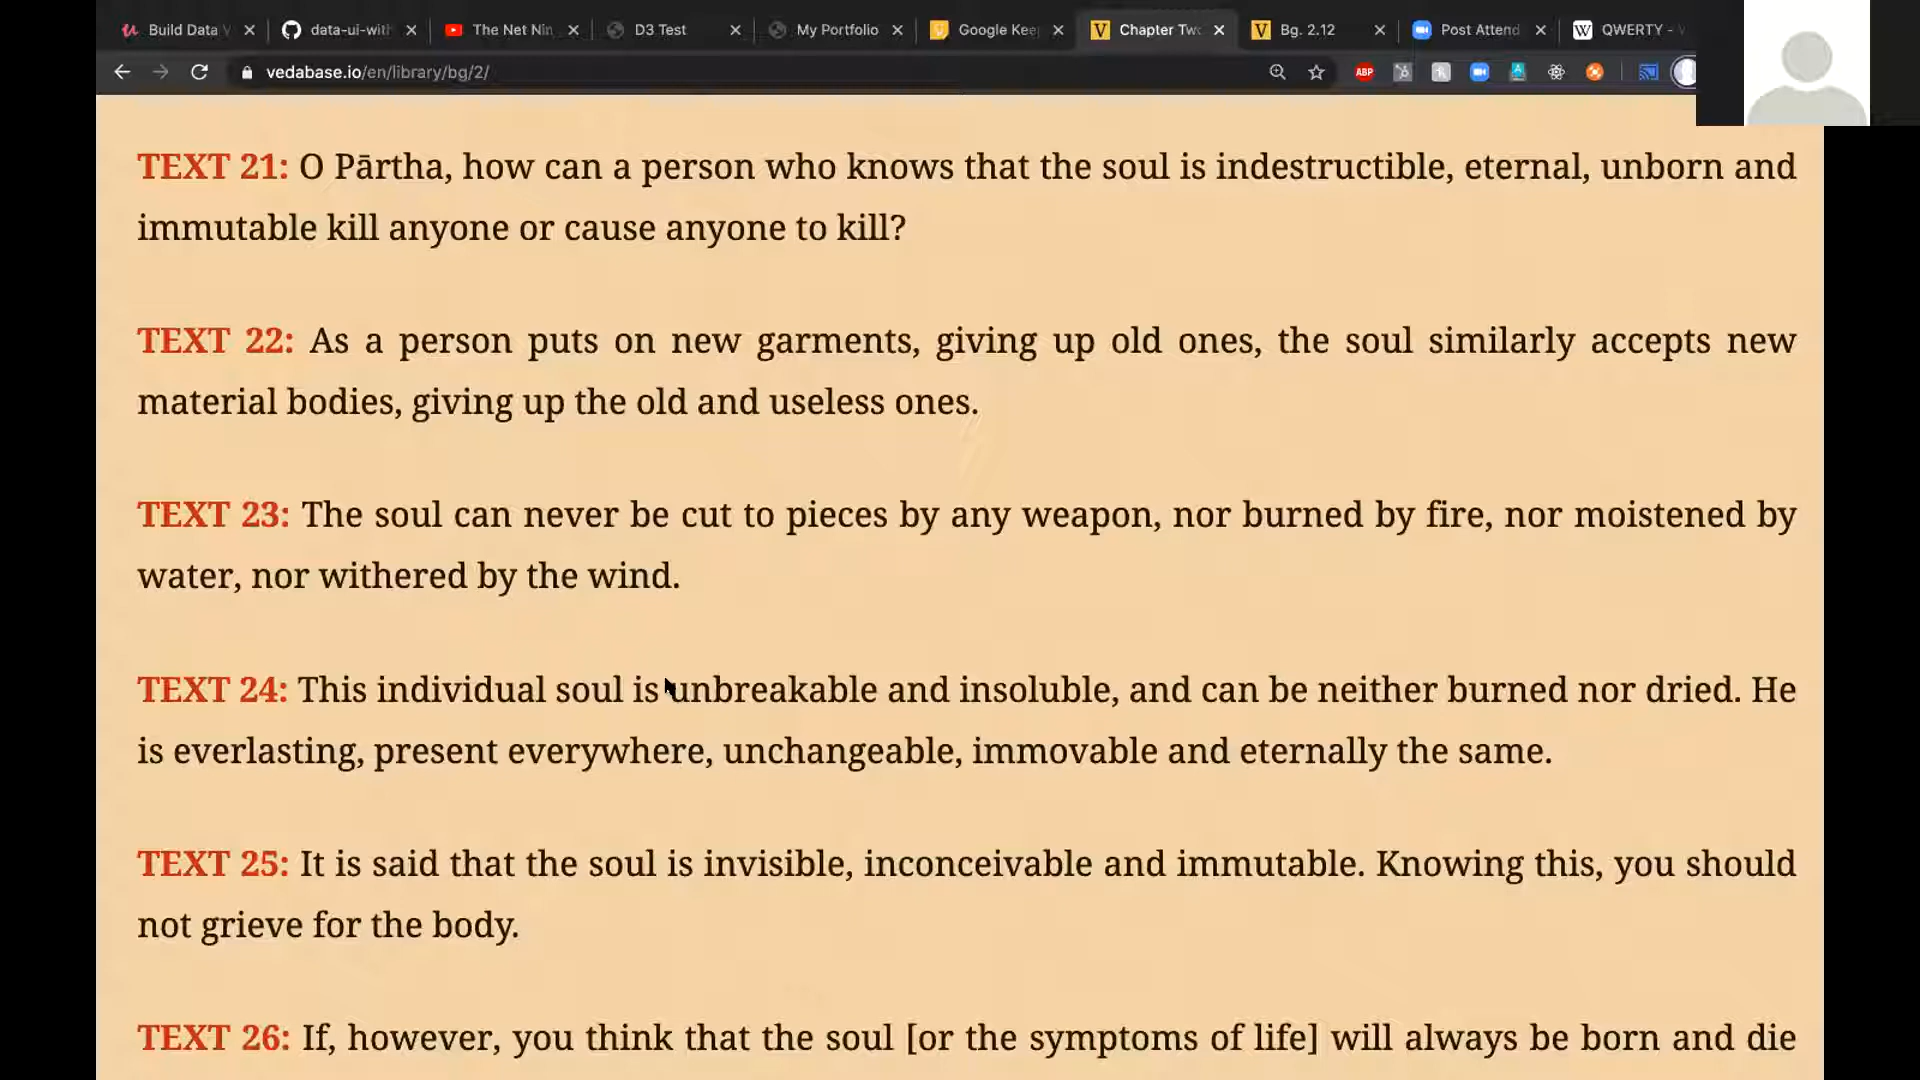 Build Data V
data-ui-with
The Net Nin
D3 Test
My Portfolio
Google Kee
Chapter Two
Bg. 2.12
Post Attend
QWERTY -
vedabase.io/en/library/bg/2/
ABP
TEXT 21: O Pārtha, how can a person who knows that the soul is indestructible, eternal, unborn and
immutable kill anyone or cause anyone to kill?
TEXT 22: As a person puts on new garments, giving up old ones, the soul similarly accepts new
material bodies, giving up the old and useless ones.
TEXT 23: The soul can never be cut to pieces by any weapon, nor burned by fire, nor moistened by
water, nor withered by the wind.
TEXT 24: This individual soul is unbreakable and insoluble, and can be neither burned nor dried. He
is everlasting, present everywhere, unchangeable, immovable and eternally the same.
TEXT 25: It is said that the soul is invisible, inconceivable and immutable. Knowing this, you should
not grieve for the body.
TEXT 26: If, however, you think that the soul [or the symptoms of life] will always be born and die